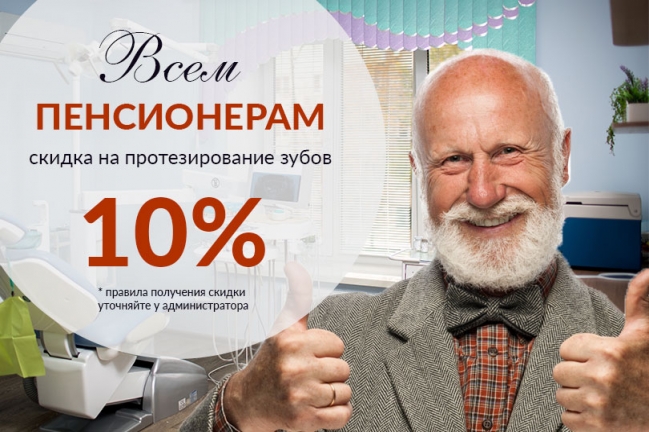 Всем
ПЕНСИОНЕРАМ
скидка на протезирование зубов
10%
* правила получения скидки
уточняйте у администратора